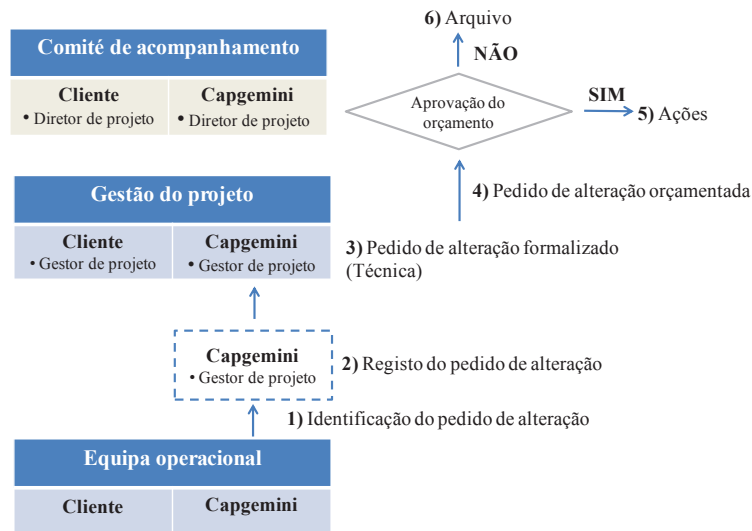 6) Arquivo
Comité de acompanhamento
NÃO
Cliente
• Diretor de projeto
Capgemini
• Diretor de projeto
Aprovação do
orçamento
SIM
5) Ações
4) Pedido de alteração orçamentada
Gestão do projeto
Cliente
• Gestor de projeto
Capgemini
• Gestor de projeto
3) Pedido de alteração formalizado
(Técnica)
Capgemini
• Gestor de projeto
2) Registo do pedido de alteração
1) Identificação do pedido de alteração
Equipa operacional
Cliente
Capgemini